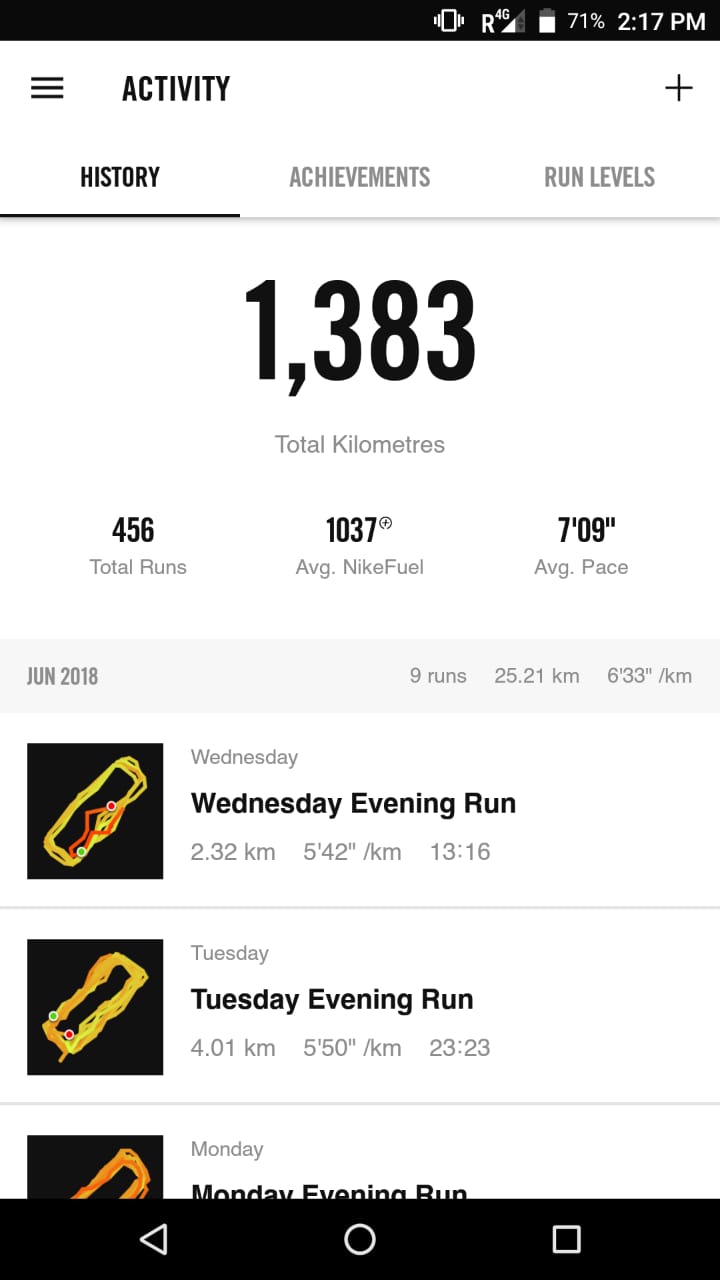 R 4G 71% 2:17 PM
ACTIVITY
HISTORY ACHIEVEMENTS RUN LEVELS
1,383
Total Kilometres
456 1037 7'09"
Total Runs Avg. NikeFuel Avg. Pace
JUN 2018 9 runs 25.21 km 6'33" /km
Wednesday
Wednesday Evening Run
2.32 km 5'42" /km 13:16
Tuesday
Tuesday Evening Run
4.01 km 5'50" /km 23:23
Monday
Monday Evening Run